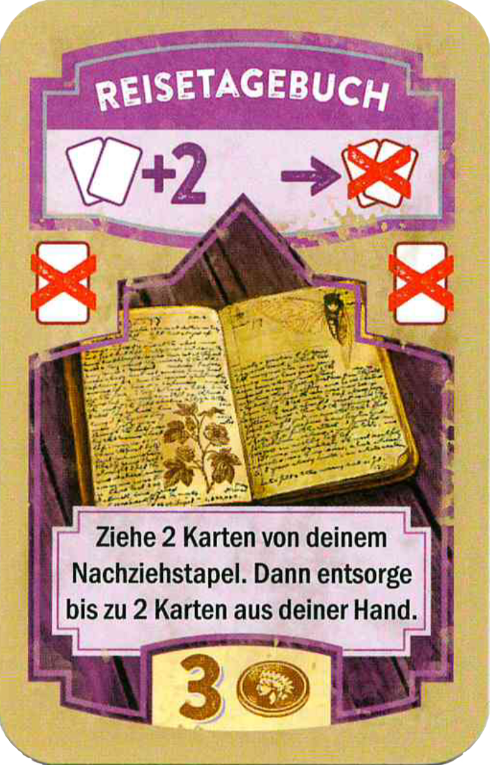 REISETAGEBUCH
+2
Ziehe 2 Karten von deinem
Nachziehstapel. Dann entsorge
bis zu 2 Karten aus deiner Hand.
3